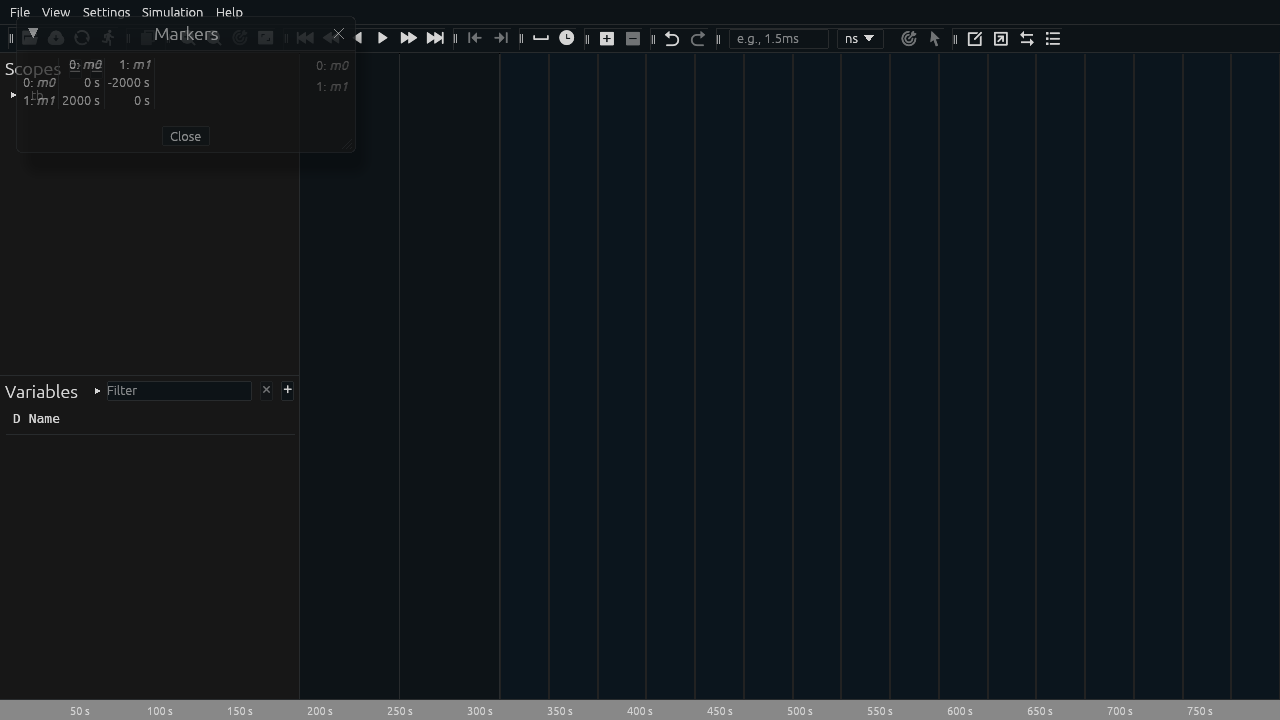 File View Settings Simulation Help
Markers
e.g., 1.5ms
ns
Scopes
0: m0 1: m1
0: m0 0 s -2000 s
1: m1 2000 s 0 s
0: m0
1: m1
tb
Close
Variables
Filter
D Name
50 s 100 s 150 s 200 s 250 s 300 s 350 s 400 s 450 s 500 s 550 s 600 s 650 s 700 s 750 s